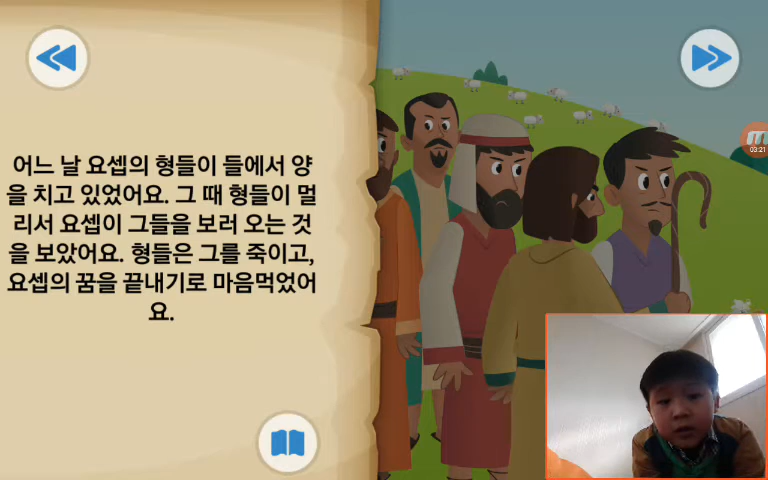 어느 날 요셉의 형들이 들에서 양
을 치고 있었어요. 그 때 형들이 멀
리서 요셉이 그들을 보러 오는 것
을 보았어요. 형들은 그를 죽이고,
요셉의 꿈을 끝내기로 마음먹었어
요.
03:21